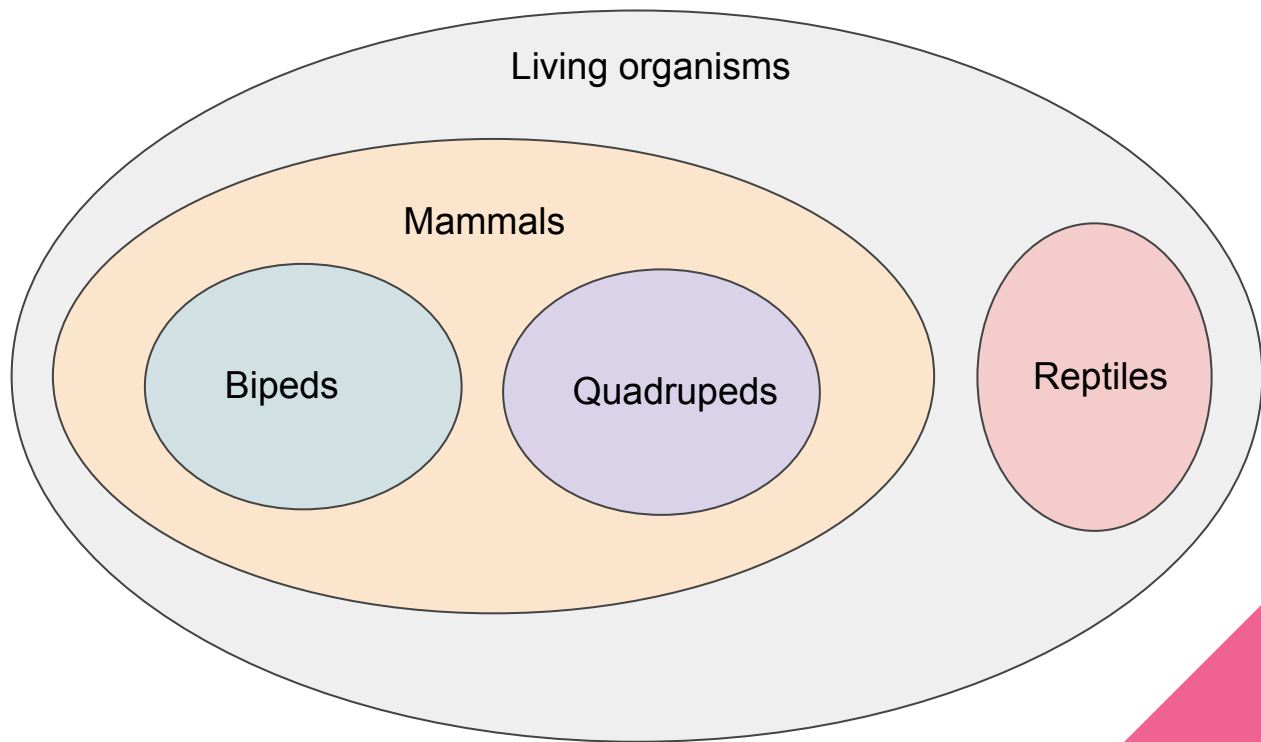 Living organisms
Mammals
Bipeds
Quadrupeds
Reptiles